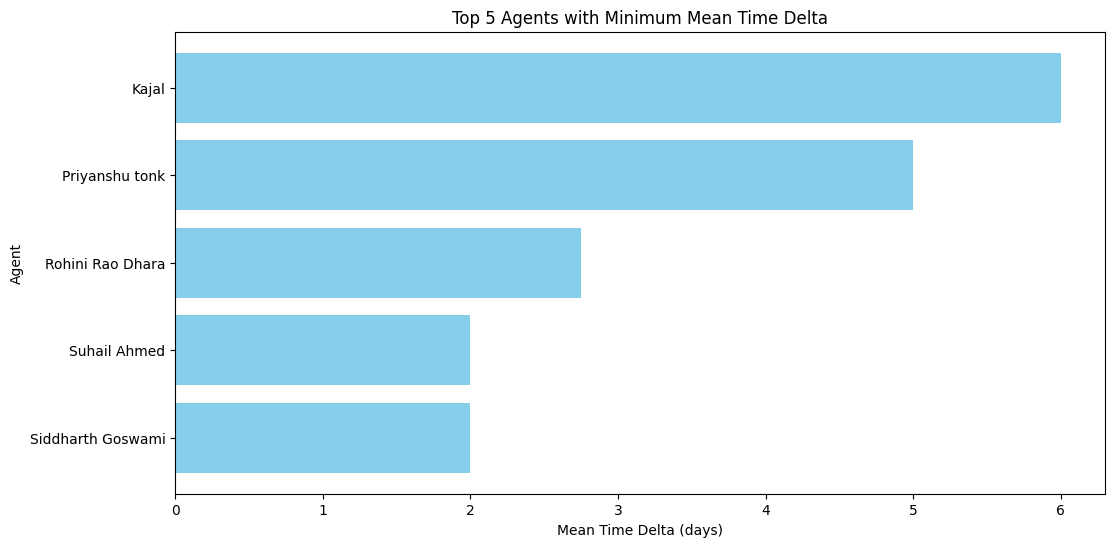 Top 5 Agents with Minimum Mean Time Delta
Kajal
Priyanshu tonk
Rohini Rao Dhara
Suhail Ahmed
Siddharth Goswami
Agent
0 1 2 3 4 5 6
Mean Time Delta (days)